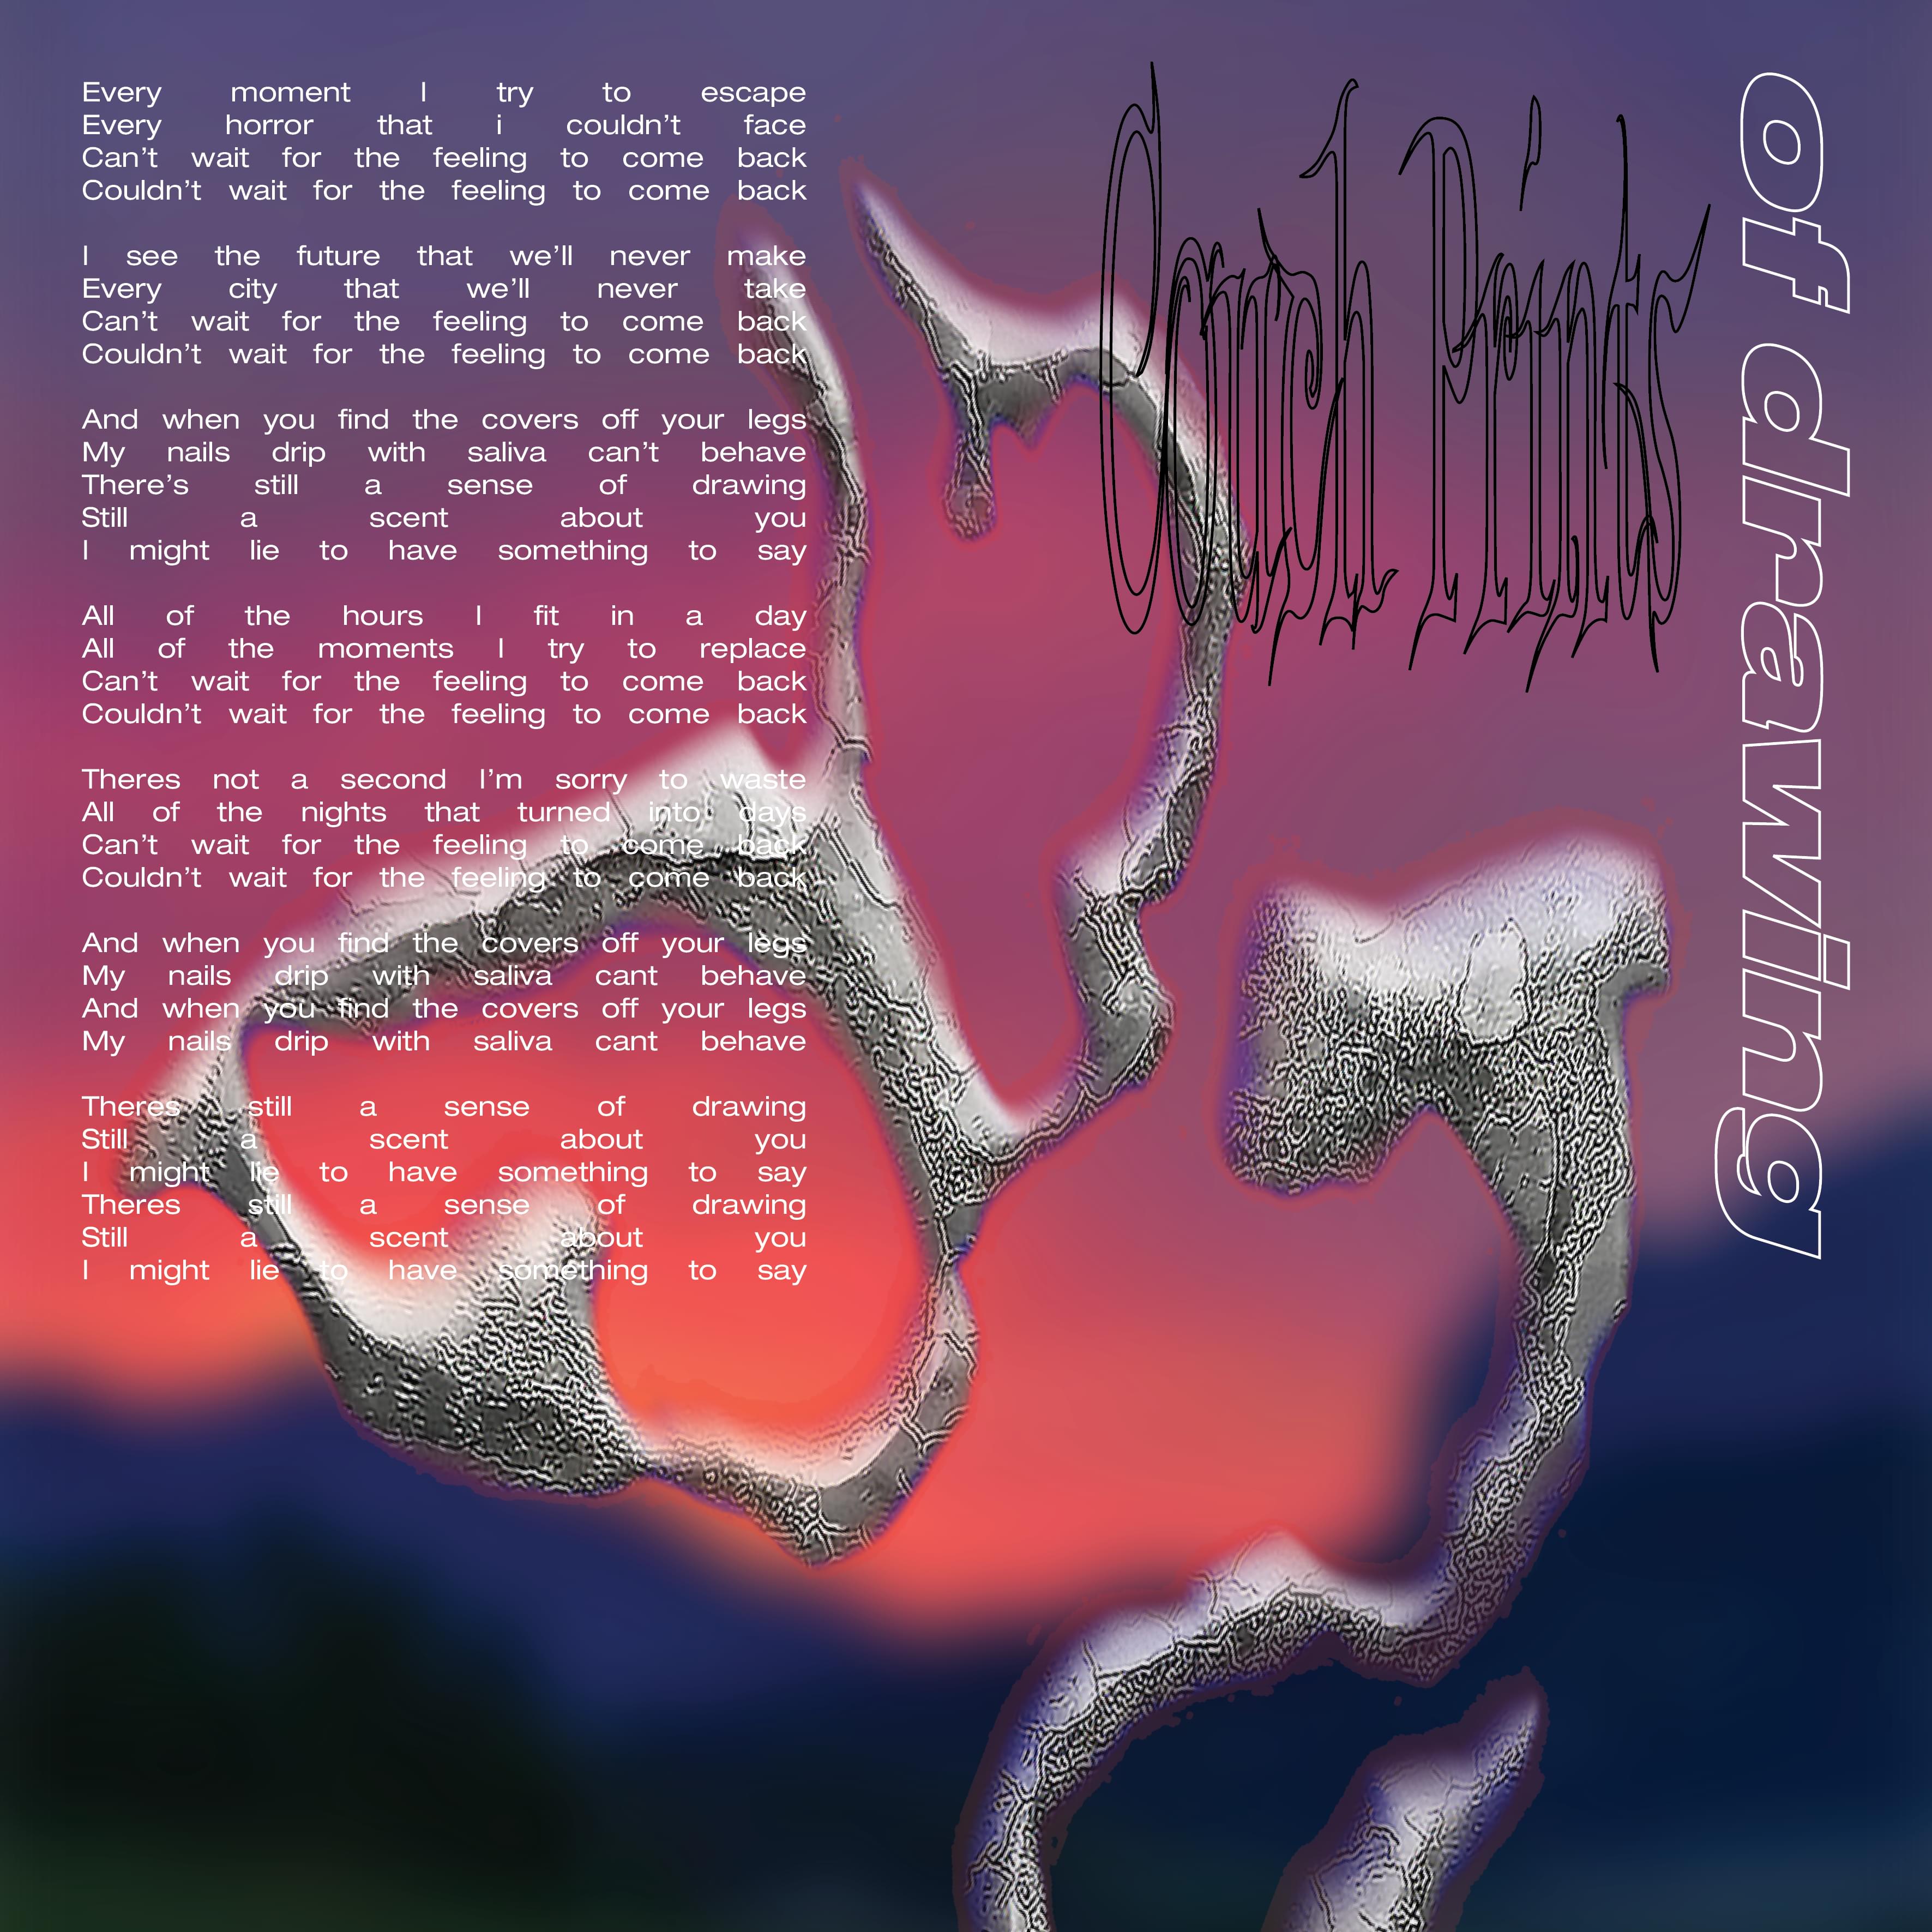 Every moment I try to escape
Every horror that i couldn’t face
Can’t wait for the feeling to come back
Couldn’t wait for the feeling to come back
I see the future that we’ll never make
Every city that we’ll never take
Can’t wait for the feeling to come back
Couldn’t wait for the feeling to come back
And when you find the covers off your legs
My nails drip with saliva can’t behave
There’s still a sense of drawing
Still a scent about you
I might lie to have something to say
All of the hours I fit in a day
All of the moments I try to replace
Can’t wait for the feeling to come back
Couldn’t wait for the feeling to come back
Theres not a second I’m sorry to waste
All of the nights that turned into days
Can’t wait for the feeling to come back
Couldn’t wait for the feeling to come back
And when you find the covers off your legs
My nails drip with saliva cant behave
And when you find the covers off your legs
My nails drip with saliva cant behave
Theres still a sense of drawing
Still a scent about you
I might lie to have something to say
Theres still a sense of drawing
Still a scent about you
I might lie to have something to say
Couch Prints
of drawing